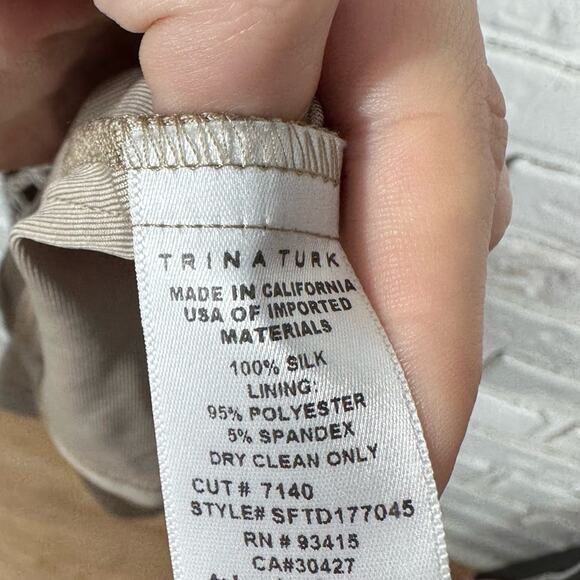 TRINA TURK
MADE IN CALIFORNIA
USA OF IMPORTED
MATERIALS
100% SILK
LINING:
95% POLYESTER
5% SPANDEX
DRY CLEAN ONLY
CUT# 7140
STYLE# SFTD177045
RN # 93415
CA#30427